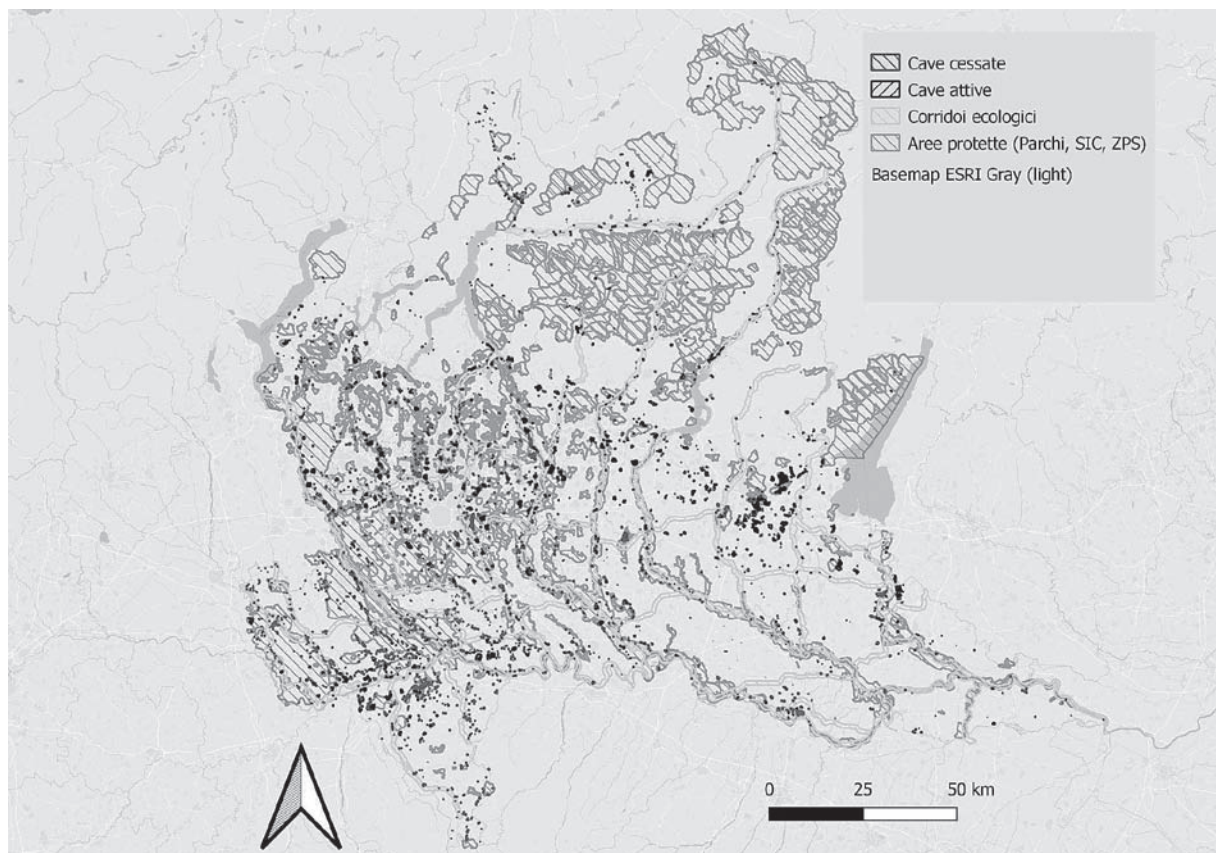 Cave cessate
Cave attive
Corridoi ecologici
Aree protette (Parchi, SIC, ZPS)
Basemap ESRI Gray (light)
0 25 50 km